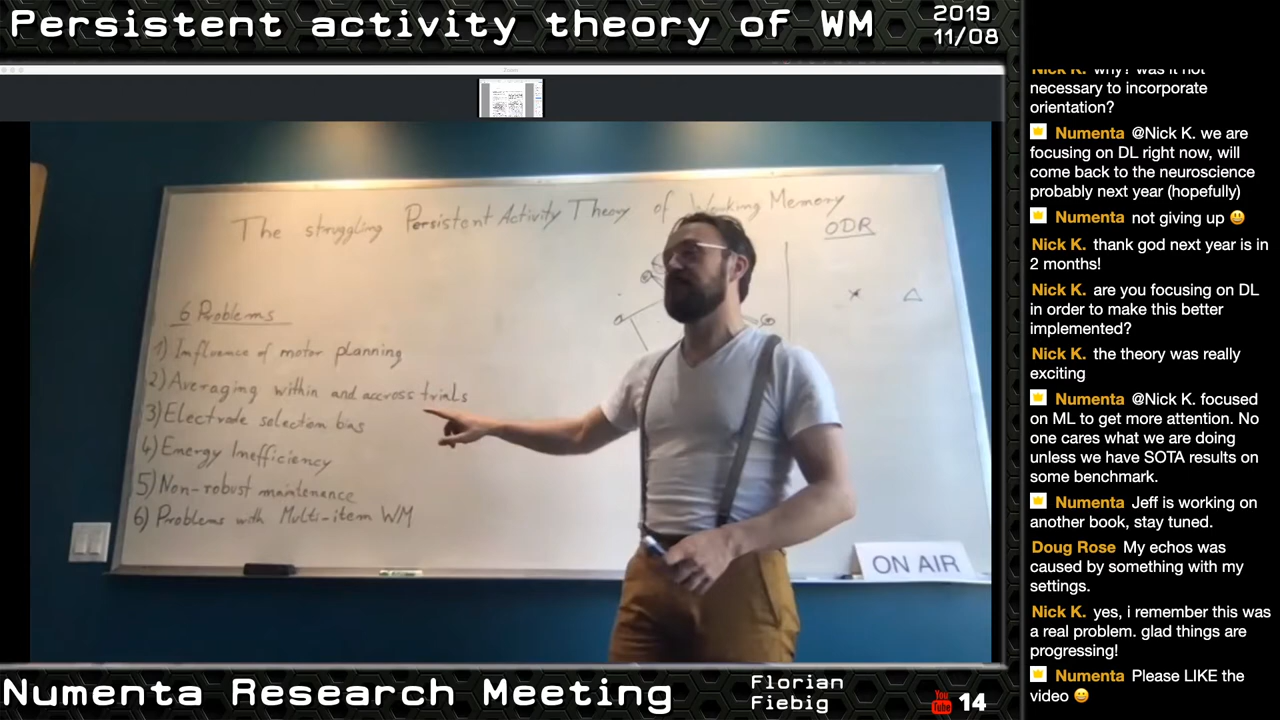 Persistent activity theory of WM
2019
11/08
Zoom
The struggling Persistent Activity Theory of Working Memory
ODR
6 Problems
1) Influence of motor planning
2) Averaging within and accross trials
3) Electrode selection bias
4) Energy Inefficiency
5) Non-robust maintenance
6) Problems with Multi-item WM
ON AIR
Numenta Research Meeting
Florian
Fiebig
YouTube 14
Nick K. why? was it not
necessary to incorporate
orientation?
Numenta @Nick K. we are
focusing on DL right now, will
come back to the neuroscience
probably next year (hopefully)
Numenta not giving up 😃
Nick K. thank god next year is in
2 months!
Nick K. are you focusing on DL
in order to make this better
implemented?
Nick K. the theory was really
exciting
Numenta @Nick K. focused
on ML to get more attention. No
one cares what we are doing
unless we have SOTA results on
some benchmark.
Numenta Jeff is working on
another book, stay tuned.
Doug Rose My echos was
caused by something with my
settings.
Nick K. yes, i remember this was
a real problem. glad things are
progressing!
Numenta Please LIKE the
video 😀